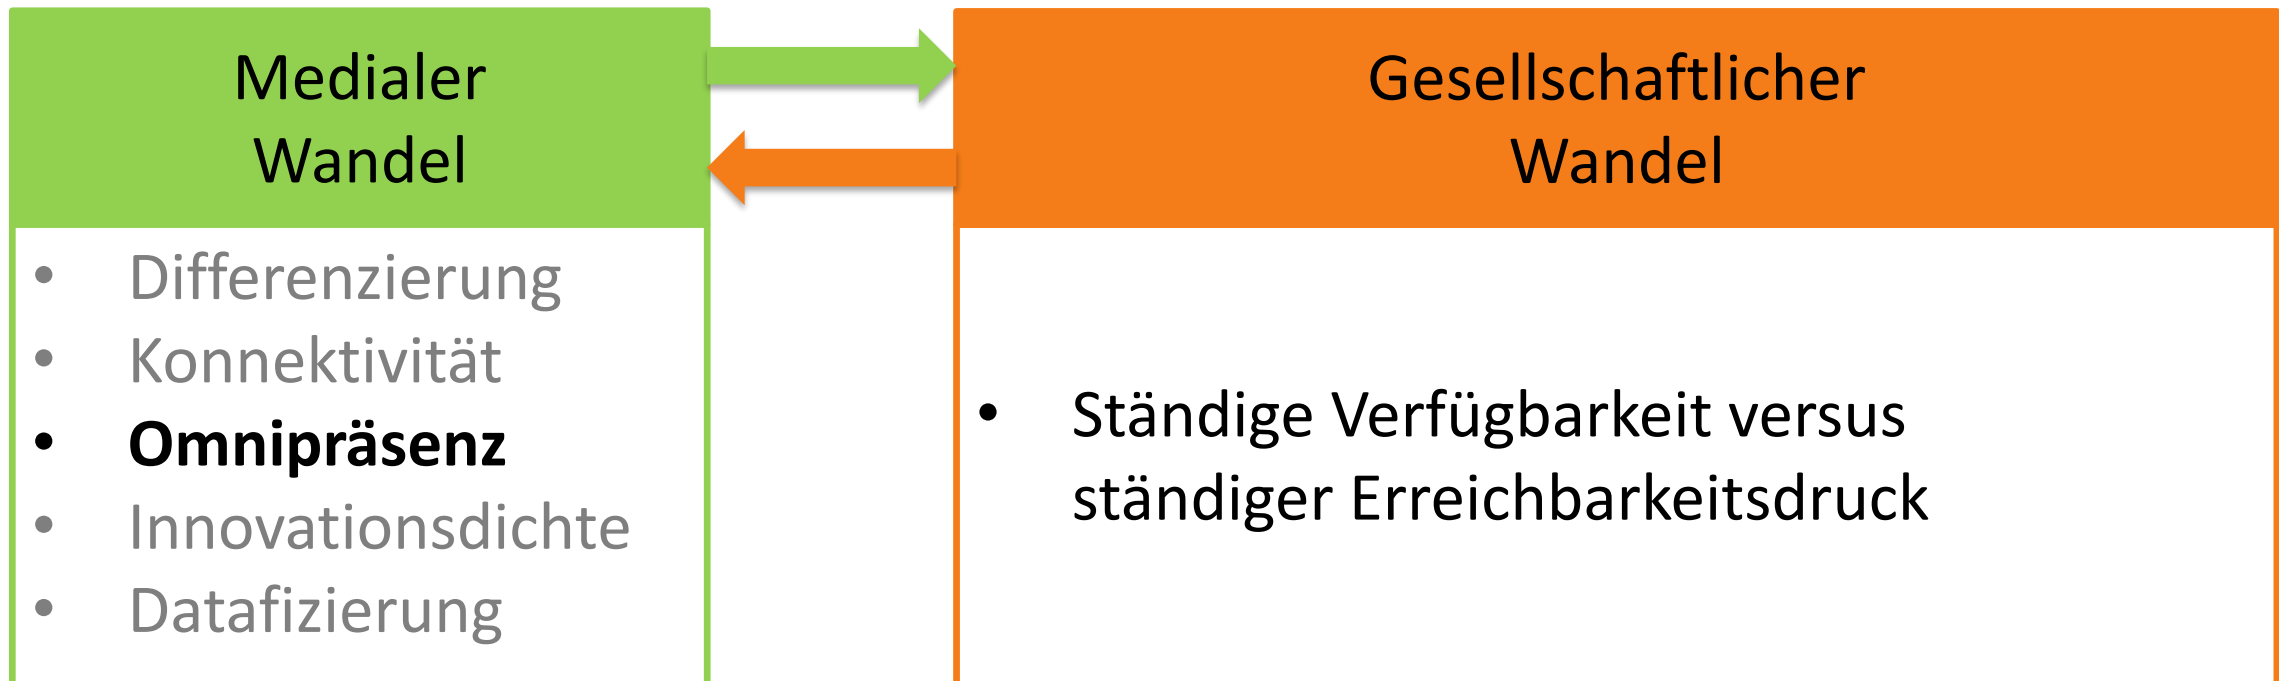 Medialer
Wandel
• Differenzierung
• Konnektivität
• Omnipräsenz
• Innovationsdichte
• Datafizierung
Gesellschaftlicher
Wandel
• Ständige Verfügbarkeit versus
ständiger Erreichbarkeitsdruck